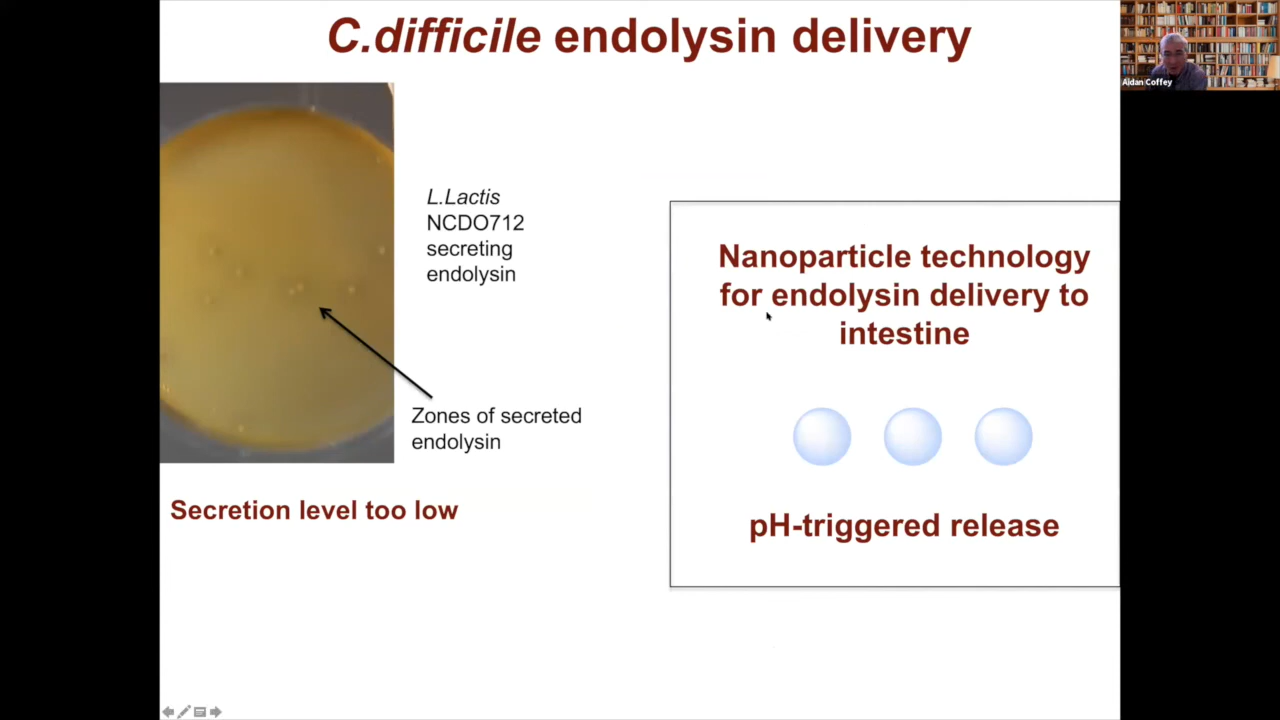 C.difficile endolysin delivery
Aidan Coffey
L.Lactis
NCDO712
secreting
endolysin
Zones of secreted
endolysin
Secretion level too low
Nanoparticle technology
for endolysin delivery to
intestine
pH-triggered release